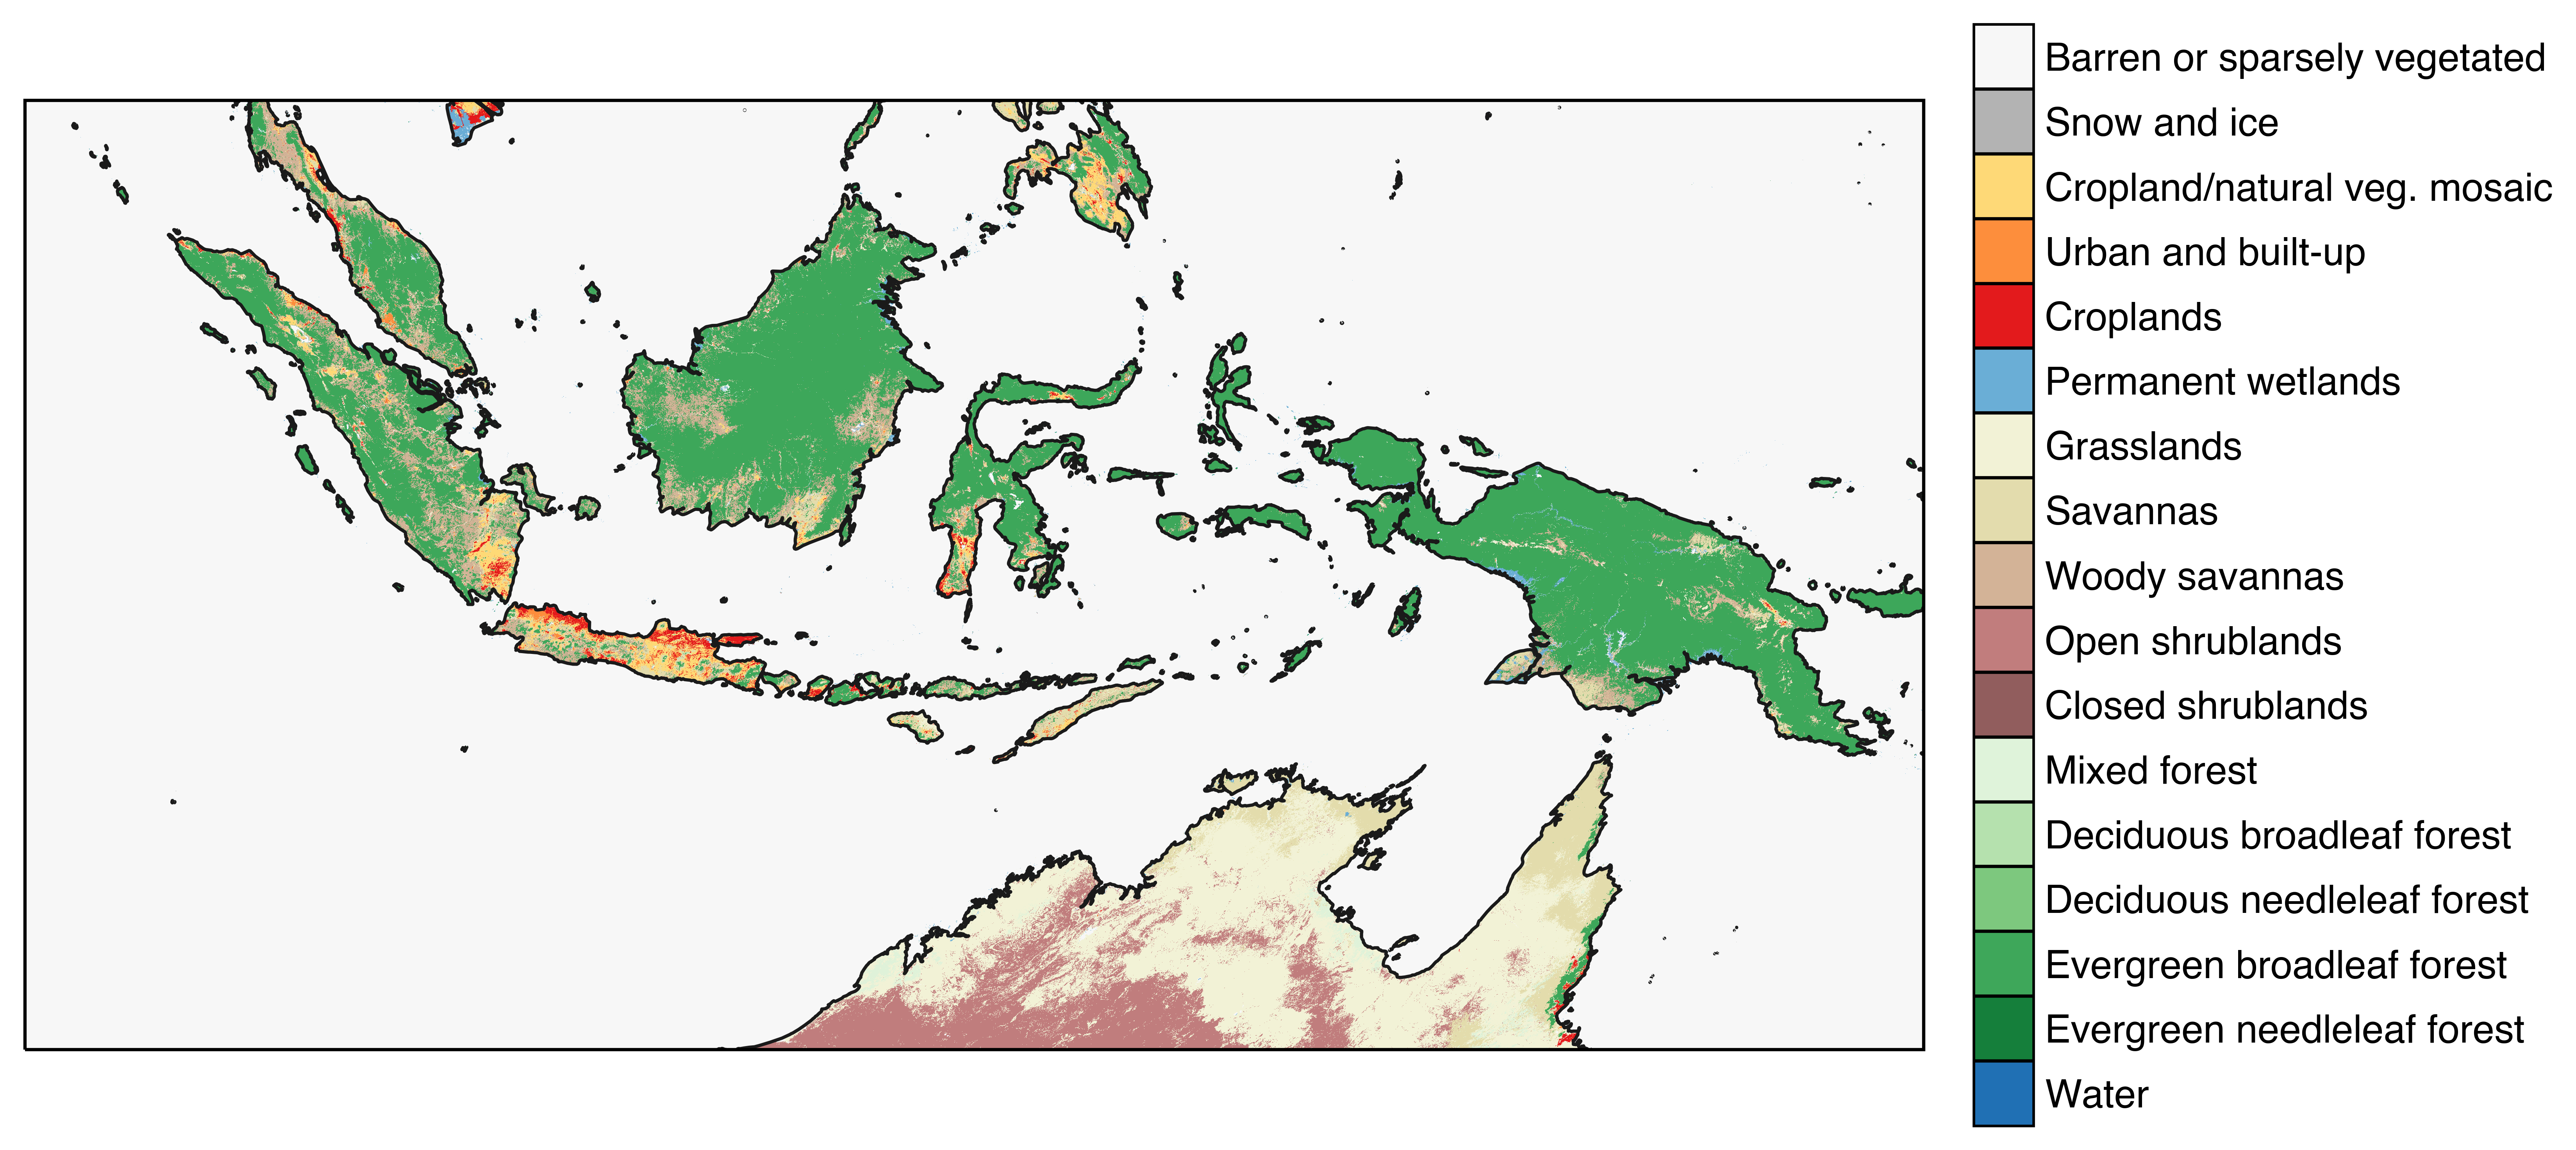 Barren or sparsely vegetated
Snow and ice
Cropland/natural veg. mosaic
Urban and built-up
Croplands
Permanent wetlands
Grasslands
Savannas
Woody savannas
Open shrublands
Closed shrublands
Mixed forest
Deciduous broadleaf forest
Deciduous needleleaf forest
Evergreen broadleaf forest
Evergreen needleleaf forest
Water